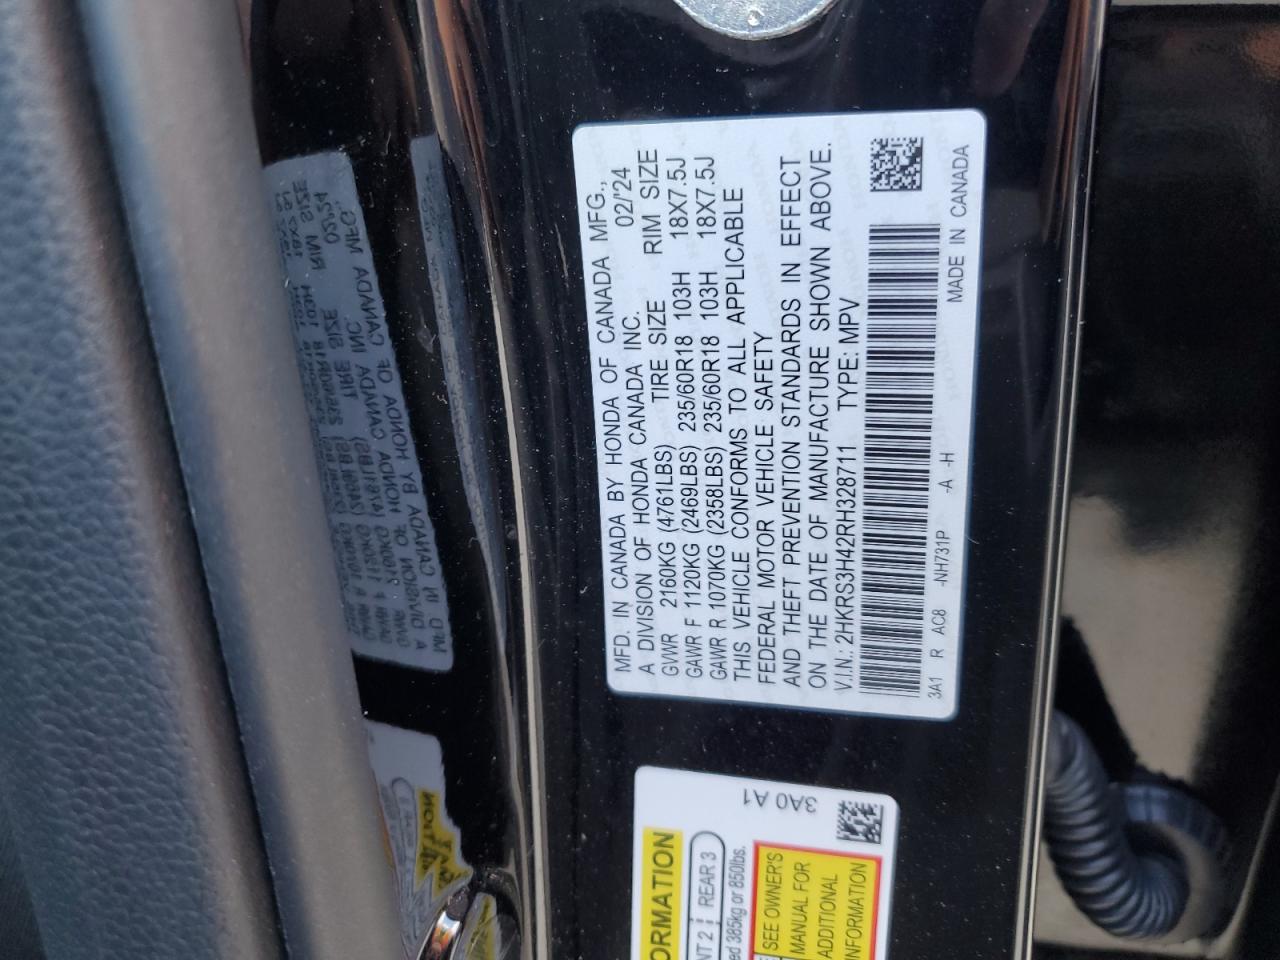 MFD. IN CANADA BY HONDA OF CANADA MFG.,
A DIVISION OF HONDA CANADA INC. 02/'24
GVWR 2160KG (4761LBS) TIRE SIZE RIM SIZE
GAWR F 1120KG (2469LBS) 235/60R18 103H 18X7.5J
GAWR R 1070KG (2358LBS) 235/60R18 103H 18X7.5J
THIS VEHICLE CONFORMS TO ALL APPLICABLE
FEDERAL MOTOR VEHICLE SAFETY
AND THEFT PREVENTION STANDARDS IN EFFECT
ON THE DATE OF MANUFACTURE SHOWN ABOVE.
V.I.N.: 2HKRS3H42RH328711 TYPE: MPV
3A1 R AC8 -NH731P -A -H MADE IN CANADA
3A0 A1
ORMATION
NT 2 REAR 3
ed 385kg or 850lbs.
SEE OWNER'S
MANUAL FOR
ADDITIONAL
INFORMATION